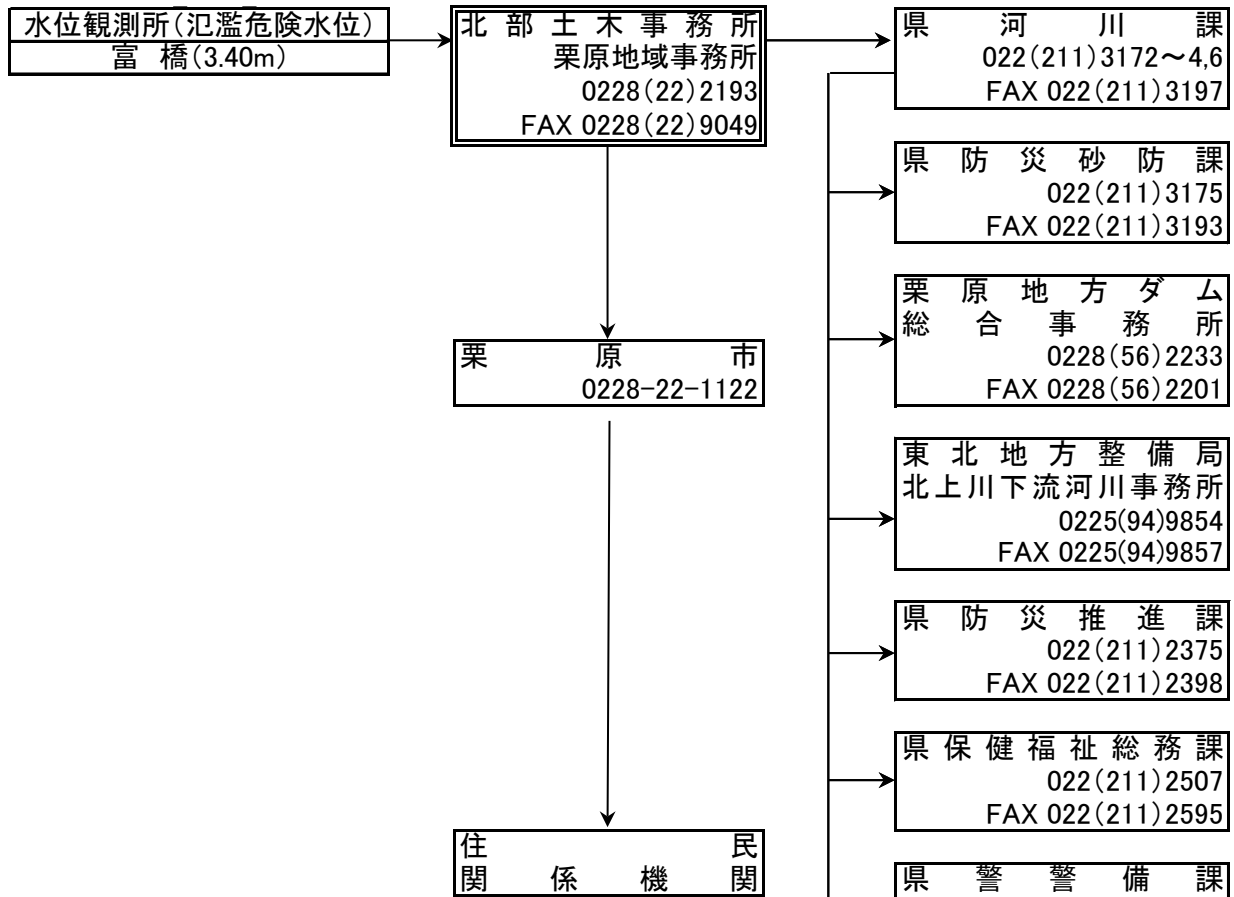 水位観測所(氾濫危険水位)
富 橋(3.40m)
北部土木事務所
栗原地域事務所
0228(22)2193
FAX 0228(22)9049
栗原市
0228-22-1122
住民
関係機関
県河川課
022(211)3172～4,6
FAX 022(211)3197
県防災砂防課
022(211)3175
FAX 022(211)3193
栗原地方ダム
総合事務所
0228(56)2233
FAX 0228(56)2201
東北地方整備局
北上川下流河川事務所
0225(94)9854
FAX 0225(94)9857
県防災推進課
022(211)2375
FAX 022(211)2398
県保健福祉総務課
022(211)2507
FAX 022(211)2595
県警警備課